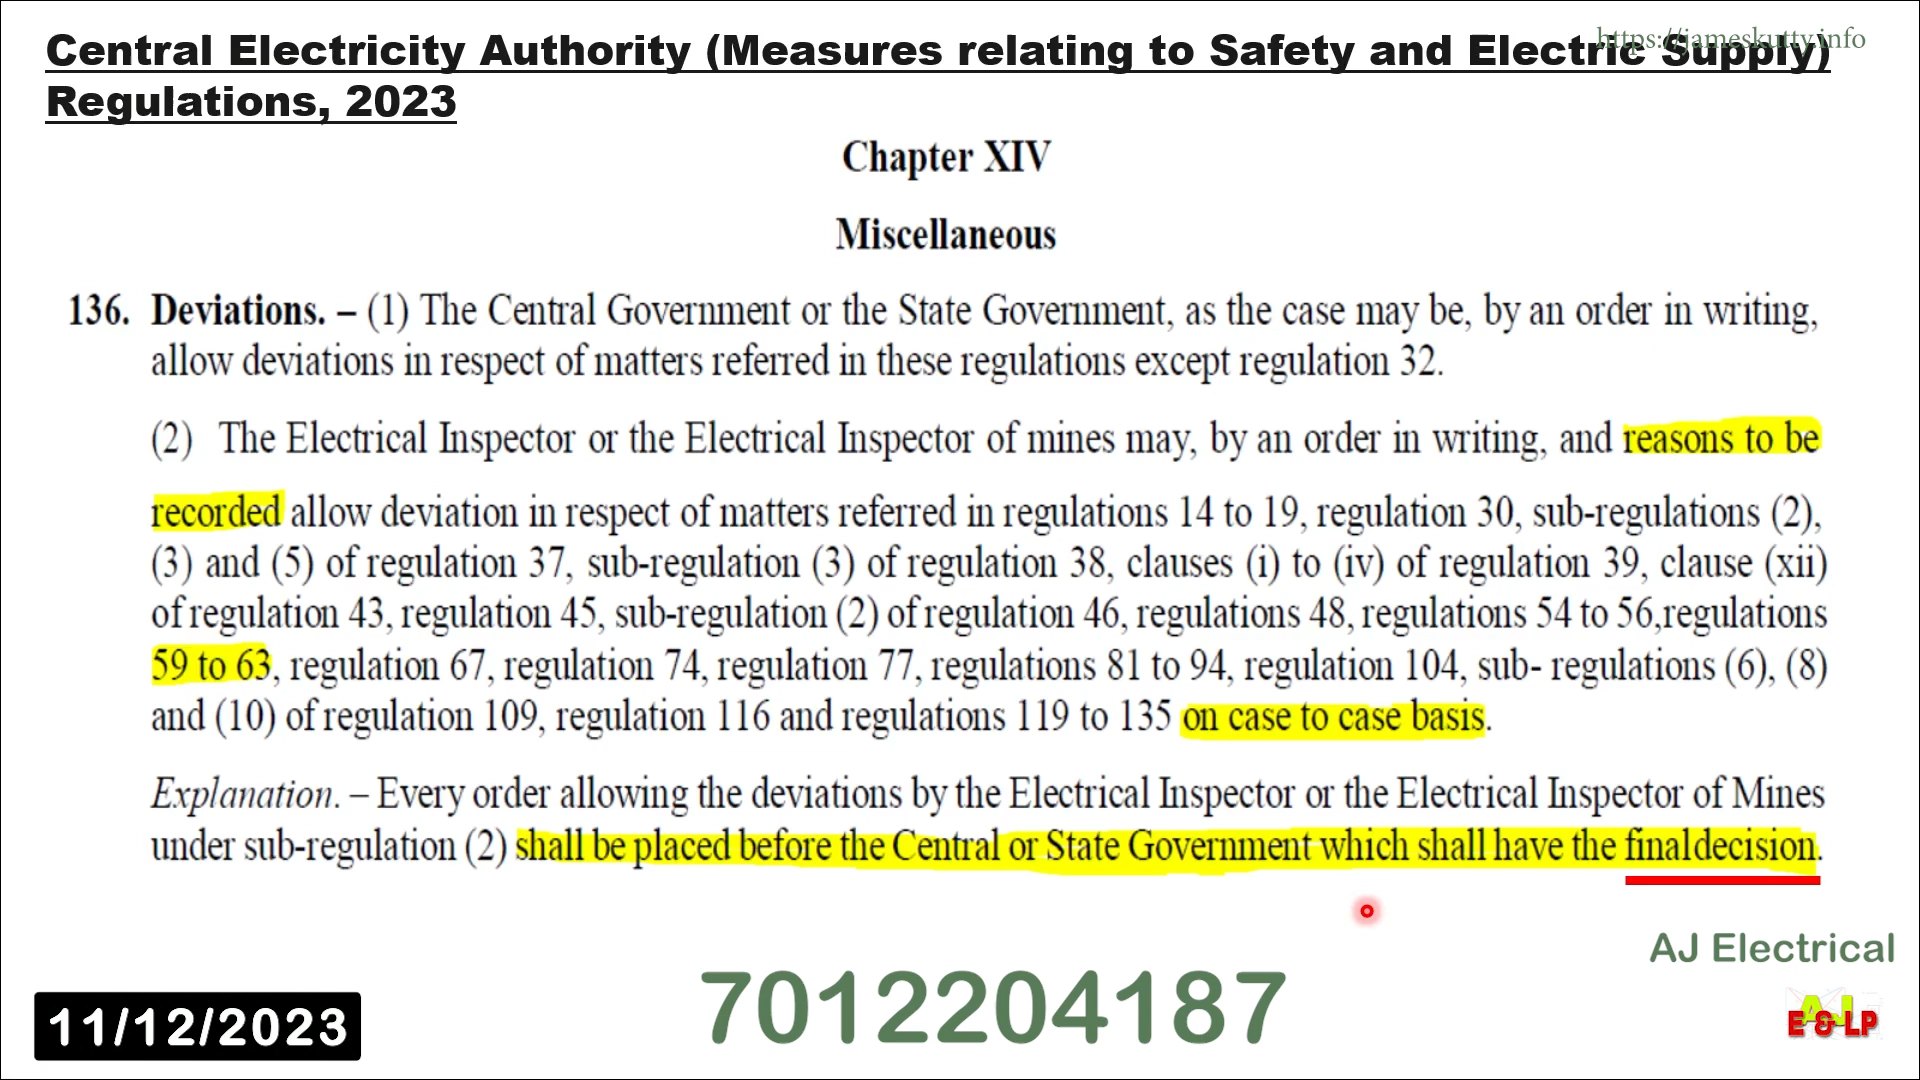 https://jameskutty.info
Central Electricity Authority (Measures relating to Safety and Electric Supply)
Regulations, 2023
Chapter XIV
Miscellaneous
136. Deviations. – (1) The Central Government or the State Government, as the case may be, by an order in writing,
allow deviations in respect of matters referred in these regulations except regulation 32.
(2) The Electrical Inspector or the Electrical Inspector of mines may, by an order in writing, and reasons to be
recorded allow deviation in respect of matters referred in regulations 14 to 19, regulation 30, sub-regulations (2),
(3) and (5) of regulation 37, sub-regulation (3) of regulation 38, clauses (i) to (iv) of regulation 39, clause (xii)
of regulation 43, regulation 45, sub-regulation (2) of regulation 46, regulations 48, regulations 54 to 56,regulations
59 to 63, regulation 67, regulation 74, regulation 77, regulations 81 to 94, regulation 104, sub- regulations (6), (8)
and (10) of regulation 109, regulation 116 and regulations 119 to 135 on case to case basis.
Explanation. – Every order allowing the deviations by the Electrical Inspector or the Electrical Inspector of Mines
under sub-regulation (2) shall be placed before the Central or State Government which shall have the finaldecision.
AJ Electrical
7012204187
11/12/2023
AJ
E & LP